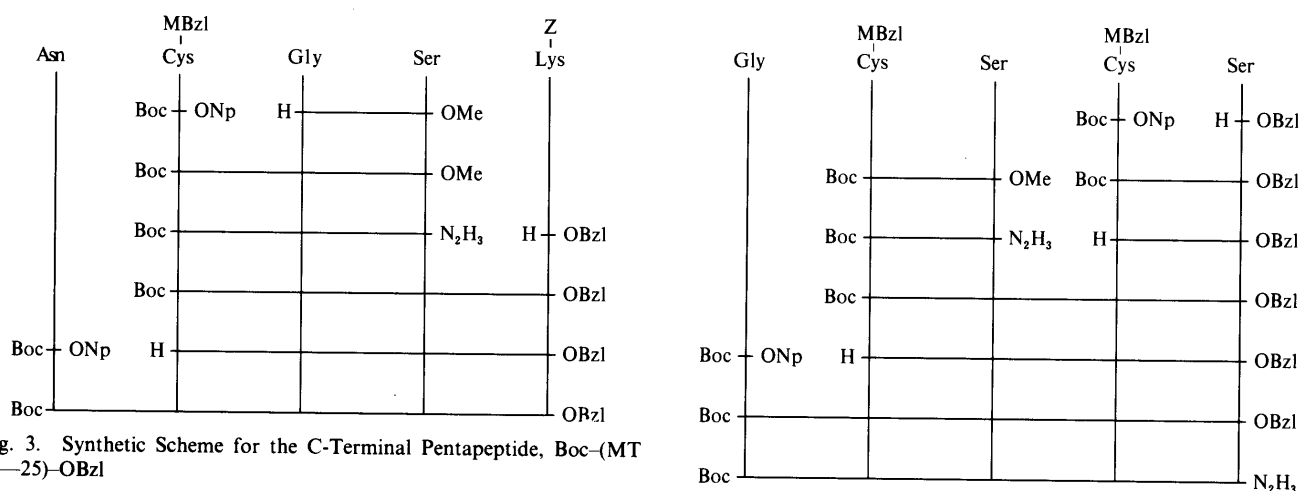 MBzl
Z
Asn Cys Gly Ser Lys
Boc ONp H OMe
Boc OMe
Boc N₂H₃ H OBzl
Boc OBzl
Boc ONp H OBzl
Boc OBzl
g. 3. Synthetic Scheme for the C-Terminal Pentapeptide, Boc–(MT
—25)–OBzl
MBzl MBzl
Gly Cys Ser Cys Ser
Boc ONp H OBzl
Boc OMe Boc OBzl
Boc N₂H₃ H OBzl
Boc OBzl
Boc ONp H OBzl
Boc OBzl
Boc N₂H₃